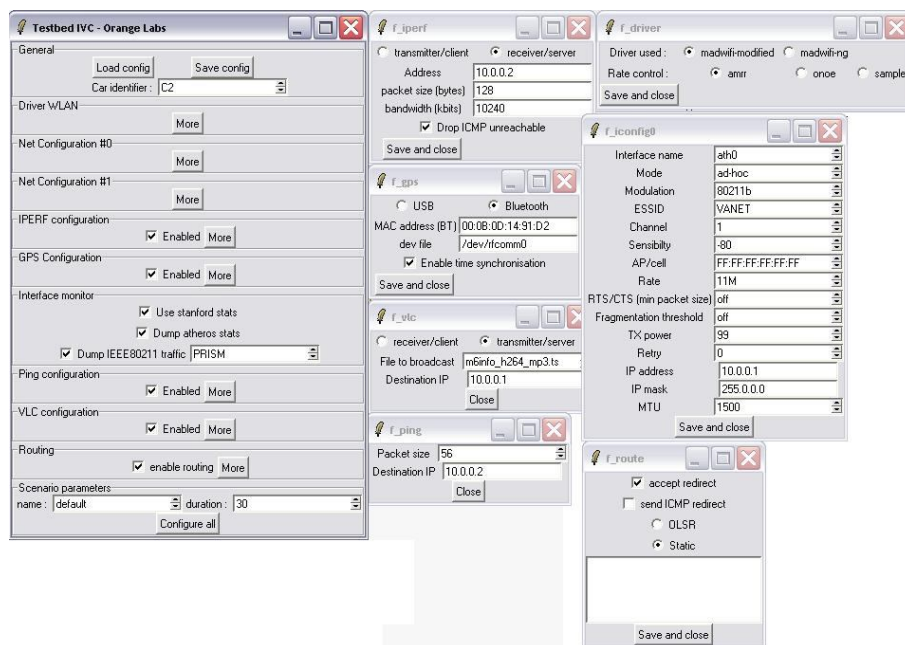 Testbed IVC - Orange Labs
General
Load config Save config
Car identifier : C2
Driver WLAN
More
Net Configuration #0
More
Net Configuration #1
More
IPERF configuration
Enabled More
GPS Configuration
Enabled More
Interface monitor
Use stanford stats
Dump atheros stats
Dump IEEE80211 traffic PRISM
Ping configuration
Enabled More
VLC configuration
Enabled More
Routing
enable routing More
Scenario parameters
name : default duration : 30
Configure all
f_iperf
transmitter/client receiver/server
Address 10.0.0.2
packet size (bytes) 128
bandwidth (kbits) 10240
Drop ICMP unreachable
Save and close
f_gps
USB Bluetooth
MAC address (BT) 00:0B:0D:14:91:D2
dev file /dev/rfcomm0
Enable time synchronisation
Save and close
f_vlc
receiver/client transmitter/server
File to broadcast m6info_h264_mp3.ts
Destination IP 10.0.0.1
Close
f_ping
Packet size 56
Destination IP 10.0.0.2
Close
f_driver
Driver used : madwifi-modified madwifi-ng
Rate control : amrr onoe sample
Save and close
f_iconfig0
Interface name ath0
Mode ad-hoc
Modulation 80211b
ESSID VANET
Channel 1
Sensibilty -80
AP/cell FF:FF:FF:FF:FF:FF
Rate 11M
RTS/CTS (min packet size) off
Fragmentation threshold off
TX power 99
Retry 0
IP address 10.0.0.1
IP mask 255.0.0.0
MTU 1500
Save and close
f_route
accept redirect
send ICMP redirect
OLSR
Static
Save and close